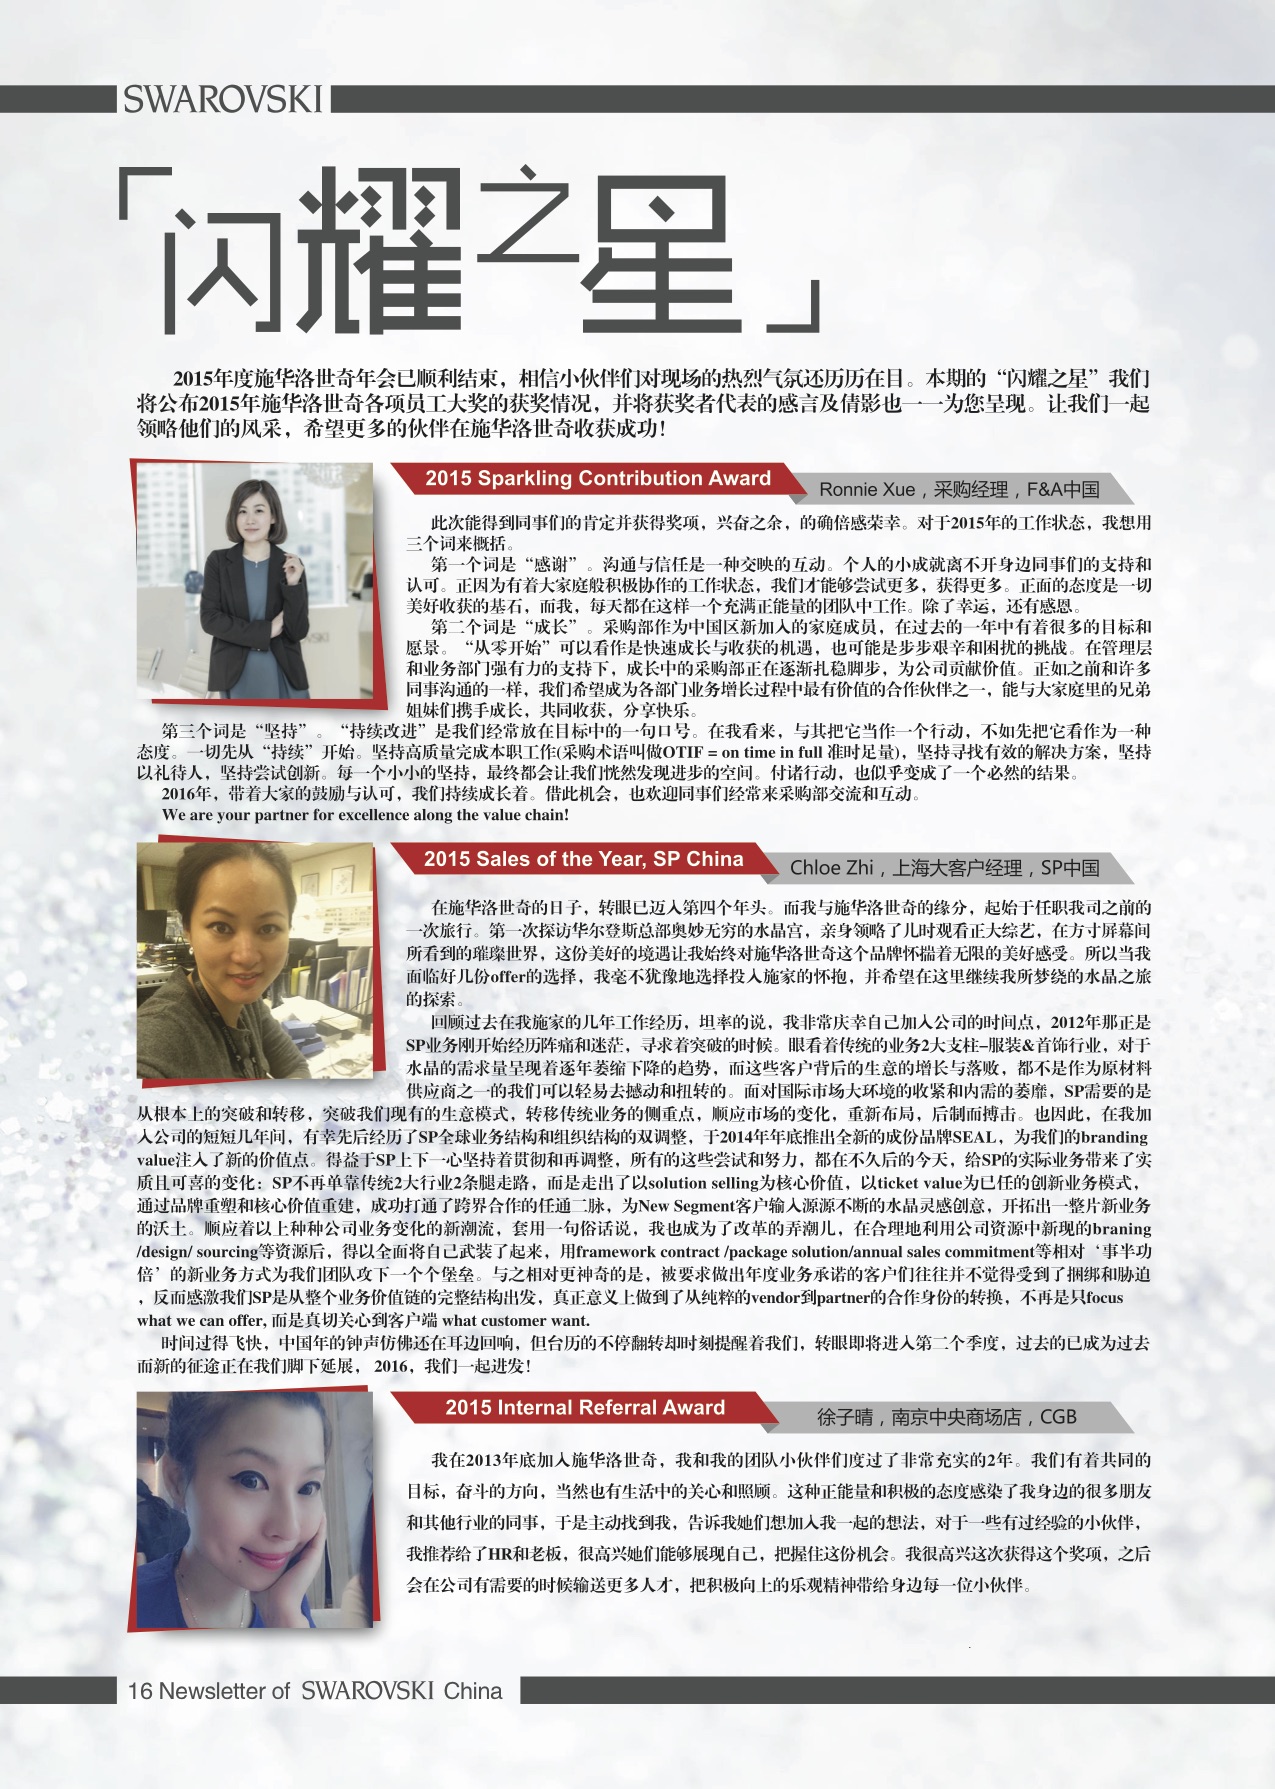 SWAROVSKI
「闪耀之星」
2015年度施华洛世奇年会已顺利结束，相信小伙伴们对现场的热烈气氛还历历在目。本期的“闪耀之星”我们
将公布2015年施华洛世奇各项员工大奖的获奖情况，并将获奖者代表的感言及倩影也一一为您呈现。让我们一起
领略他们的风采，希望更多的伙伴在施华洛世奇收获成功！
2015 Sparkling Contribution Award
Ronnie Xue，采购经理，F&A中国
此次能得到同事们的肯定并获得奖项，兴奋之余，的确倍感荣幸。对于2015年的工作状态，我想用
三个词来概括。
第一个词是“感谢”。沟通与信任是一种交映的互动。个人的小成就离不开身边同事们的支持和
认可。正因为有着大家庭般积极协作的工作状态，我们才能够尝试更多，获得更多。正面的态度是一切
美好收获的基石，而我，每天都在这样一个充满正能量的团队中工作。除了幸运，还有感恩。
第二个词是“成长”。采购部作为中国区新加入的家庭成员，在过去的一年中有着很多的目标和
愿景。“从零开始”可以看作是快速成长与收获的机遇，也可能是步步艰辛和困扰的挑战。在管理层
和业务部门强有力的支持下，成长中的采购部正在逐渐扎稳脚步，为公司贡献价值。正如之前和许多
同事沟通的一样，我们希望成为各部门业务增长过程中最有价值的合作伙伴之一，能与大家庭里的兄弟
姐妹们携手成长，共同收获，分享快乐。
第三个词是“坚持”。“持续改进”是我们经常放在目标中的一句口号。在我看来，与其把它当作一个行动，不如先把它看作为一种
态度。一切先从“持续”开始。坚持高质量完成本职工作(采购术语叫做OTIF = on time in full 准时足量)，坚持寻找有效的解决方案，坚持
以礼待人，坚持尝试创新。每一个小小的坚持，最终都会让我们恍然发现进步的空间。付诸行动，也似乎变成了一个必然的结果。
2016年，带着大家的鼓励与认可，我们持续成长着。借此机会，也欢迎同事们经常来采购部交流和互动。
We are your partner for excellence along the value chain!
2015 Sales of the Year, SP China
Chloe Zhi，上海大客户经理，SP中国
在施华洛世奇的日子，转眼已迈入第四个年头。而我与施华洛世奇的缘分，起始于任职我司之前的
一次旅行。第一次探访华尔登斯总部奥妙无穷的水晶宫，亲身领略了儿时观看正大综艺，在方寸屏幕间
所看到的璀璨世界，这份美好的境遇让我始终对施华洛世奇这个品牌怀揣着无限的美好感受。所以当我
面临好几份offer的选择，我毫不犹豫地选择投入施家的怀抱，并希望在这里继续我所梦绕的水晶之旅
的探索。
回顾过去在我施家的几年工作经历，坦率的说，我非常庆幸自己加入公司的时间点，2012年那正是
SP业务刚开始经历阵痛和迷茫，寻求着突破的时候。眼看着传统的业务2大支柱–服装&首饰行业，对于
水晶的需求量呈现着逐年萎缩下降的趋势，而这些客户背后的生意的增长与落败，都不是作为原材料
供应商之一的我们可以轻易去撼动和扭转的。面对国际市场大环境的收紧和内需的萎靡，SP需要的是
从根本上的突破和转移，突破我们现有的生意模式，转移传统业务的侧重点，顺应市场的变化，重新布局，后制而搏击。也因此，在我加
入公司的短短几年间，有幸先后经历了SP全球业务结构和组织结构的双调整，于2014年年底推出全新的成份品牌SEAL，为我们的branding
value注入了新的价值点。得益于SP上下一心坚持着贯彻和再调整，所有的这些尝试和努力，都在不久后的今天，给SP的实际业务带来了实
质且可喜的变化：SP不再单靠传统2大行业2条腿走路，而是走出了以solution selling为核心价值，以ticket value为已任的创新业务模式，
通过品牌重塑和核心价值重建，成功打通了跨界合作的任通二脉，为New Segment客户输入源源不断的水晶灵感创意，开拓出一整片新业务
的沃土。顺应着以上种种公司业务变化的新潮流，套用一句俗话说，我也成为了改革的弄潮儿，在合理地利用公司资源中新现的braning
/design/ sourcing等资源后，得以全面将自己武装了起来，用framework contract /package solution/annual sales commitment等相对‘事半功
倍’的新业务方式为我们团队攻下一个个堡垒。与之相对更神奇的是，被要求做出年度业务承诺的客户们往往并不觉得受到了捆绑和胁迫
，反而感激我们SP是从整个业务价值链的完整结构出发，真正意义上做到了从纯粹的vendor到partner的合作身份的转换，不再是只focus
what we can offer, 而是真切关心到客户端 what customer want.
时间过得飞快，中国年的钟声仿佛还在耳边回响，但台历的不停翻转却时刻提醒着我们，转眼即将进入第二个季度，过去的已成为过去
而新的征途正在我们脚下延展， 2016，我们一起进发！
2015 Internal Referral Award
徐子晴，南京中央商场店，CGB
我在2013年底加入施华洛世奇，我和我的团队小伙伴们度过了非常充实的2年。我们有着共同的
目标，奋斗的方向，当然也有生活中的关心和照顾。这种正能量和积极的态度感染了我身边的很多朋友
和其他行业的同事，于是主动找到我，告诉我她们想加入我一起的想法，对于一些有过经验的小伙伴，
我推荐给了HR和老板，很高兴她们能够展现自己，把握住这份机会。我很高兴这次获得这个奖项，之后
会在公司有需要的时候输送更多人才，把积极向上的乐观精神带给身边每一位小伙伴。
16 Newsletter of SWAROVSKI China